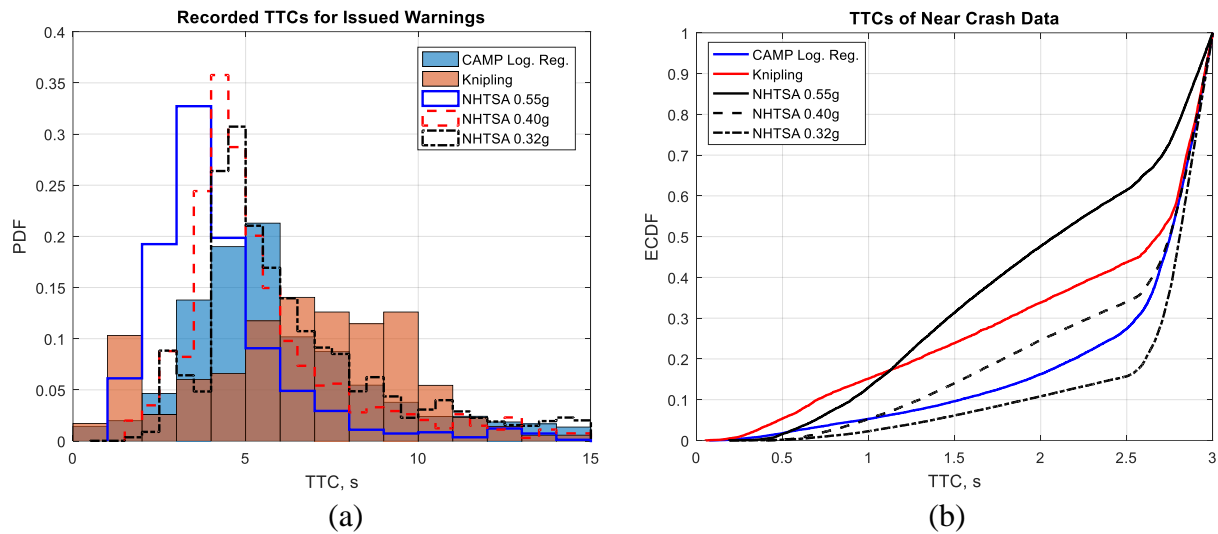 Recorded TTCs for Issued Warnings
0.4
0.35
0.3
0.25
0.2
0.15
0.1
0.05
0
PDF
CAMP Log. Reg.
Knipling
NHTSA 0.55g
NHTSA 0.40g
NHTSA 0.32g
0 5 10 15
TTC, s
(a)
TTCs of Near Crash Data
1
0.9
0.8
0.7
0.6
0.5
0.4
0.3
0.2
0.1
0
ECDF
CAMP Log. Reg.
Knipling
NHTSA 0.55g
NHTSA 0.40g
NHTSA 0.32g
0 0.5 1 1.5 2 2.5 3
TTC, s
(b)